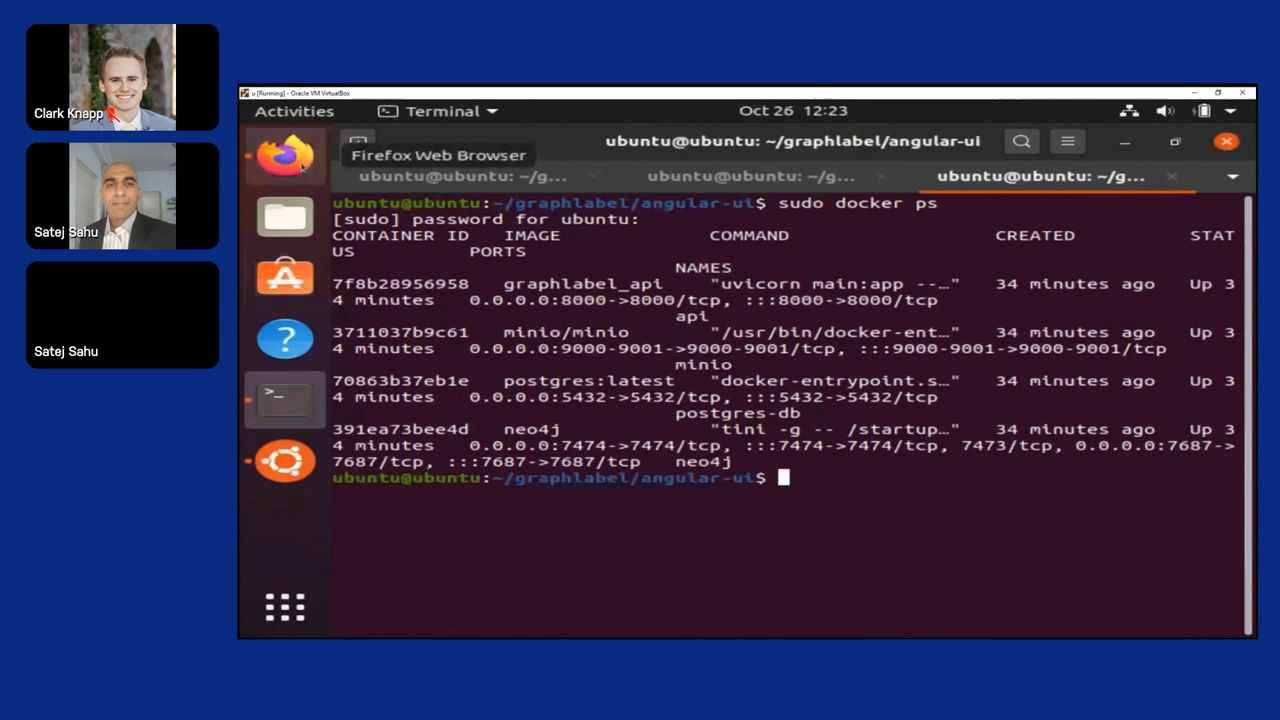 Clark Knapp
Satej Sahu
Satej Sahu
u [Running] - Oracle VM VirtualBox
Activities
Terminal
Oct 26 12:23
Firefox Web Browser
ubuntu@ubuntu: ~/graphlabel/angular-ui
ubuntu@ubuntu: ~/g...
ubuntu@ubuntu: ~/g...
ubuntu@ubuntu: ~/g...
ubuntu@ubuntu:~/graphlabel/angular-ui$ sudo docker ps
[sudo] password for ubuntu:
CONTAINER ID   IMAGE             COMMAND                  CREATED          STAT
US          PORTS
NAMES
7f8b28956958   graphlabel_api    "uvicorn main:app --…"   34 minutes ago   Up 3
4 minutes   0.0.0.0:8000->8000/tcp, :::8000->8000/tcp
api
3711037b9c61   minio/minio       "/usr/bin/docker-ent…"   34 minutes ago   Up 3
4 minutes   0.0.0.0:9000-9001->9000-9001/tcp, :::9000-9001->9000-9001/tcp
minio
70863b37eb1e   postgres:latest   "docker-entrypoint.s…"   34 minutes ago   Up 3
4 minutes   0.0.0.0:5432->5432/tcp, :::5432->5432/tcp
postgres-db
391ea73bee4d   neo4j             "tini -g -- /startup…"   34 minutes ago   Up 3
4 minutes   0.0.0.0:7474->7474/tcp, :::7474->7474/tcp, 7473/tcp, 0.0.0.0:7687->
7687/tcp, :::7687->7687/tcp   neo4j
ubuntu@ubuntu:~/graphlabel/angular-ui$